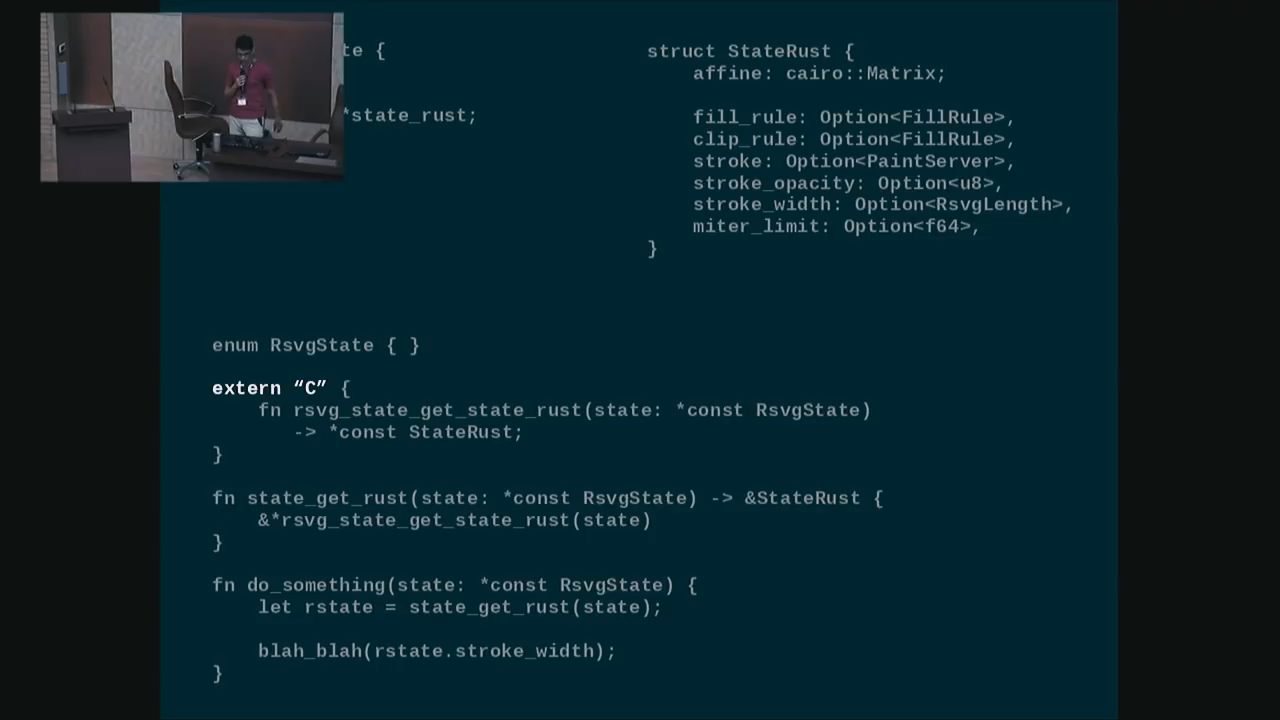 te {
*state_rust;
struct StateRust {
affine: cairo::Matrix;
fill_rule: Option<FillRule>,
clip_rule: Option<FillRule>,
stroke: Option<PaintServer>,
stroke_opacity: Option<u8>,
stroke_width: Option<RsvgLength>,
miter_limit: Option<f64>,
}
enum RsvgState { }
extern “C” {
fn rsvg_state_get_state_rust(state: *const RsvgState)
-> *const StateRust;
}
fn state_get_rust(state: *const RsvgState) -> &StateRust {
&*rsvg_state_get_state_rust(state)
}
fn do_something(state: *const RsvgState) {
let rstate = state_get_rust(state);
blah_blah(rstate.stroke_width);
}